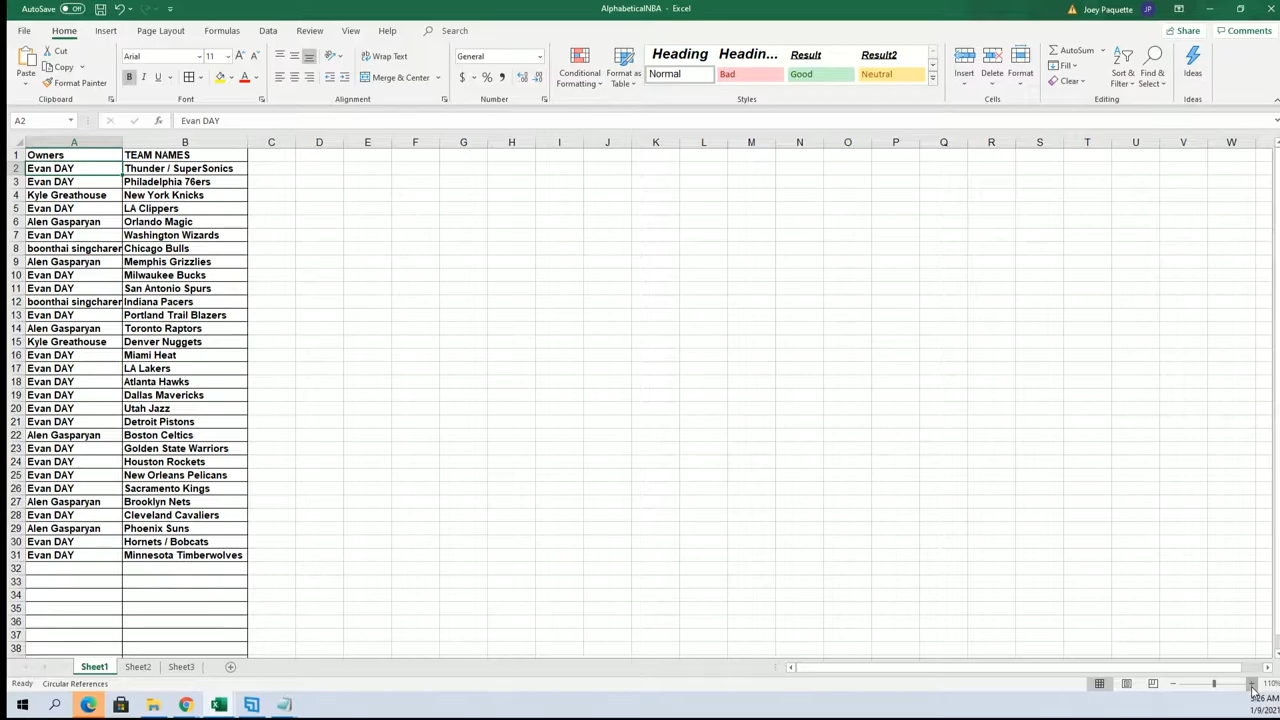 AutoSave Off AlphabeticalNBA - Excel Joey Paquette JP
File Home Insert Page Layout Formulas Data Review View Help Search Share Comments
Paste Cut Copy Format Painter Clipboard
Arial 11 A A B I U A Font
Wrap Text Merge & Center Alignment
General $ % , Number
Conditional Formatting Format as Table
Heading Headin... Result Result2
Normal Bad Good Neutral Styles
Insert Delete Format Cells
AutoSum Fill Clear Sort & Filter Find & Select Editing
Ideas Ideas
A2 fx Evan DAY
A B C D E F G H I J K L M N O P Q R S T U V W
1 Owners TEAM NAMES
2 Evan DAY Thunder / SuperSonics
3 Evan DAY Philadelphia 76ers
4 Kyle Greathouse New York Knicks
5 Evan DAY LA Clippers
6 Alen Gasparyan Orlando Magic
7 Evan DAY Washington Wizards
8 boonthai singcharer Chicago Bulls
9 Alen Gasparyan Memphis Grizzlies
10 Evan DAY Milwaukee Bucks
11 Evan DAY San Antonio Spurs
12 boonthai singcharer Indiana Pacers
13 Evan DAY Portland Trail Blazers
14 Alen Gasparyan Toronto Raptors
15 Kyle Greathouse Denver Nuggets
16 Evan DAY Miami Heat
17 Evan DAY LA Lakers
18 Evan DAY Atlanta Hawks
19 Evan DAY Dallas Mavericks
20 Evan DAY Utah Jazz
21 Evan DAY Detroit Pistons
22 Alen Gasparyan Boston Celtics
23 Evan DAY Golden State Warriors
24 Evan DAY Houston Rockets
25 Evan DAY New Orleans Pelicans
26 Evan DAY Sacramento Kings
27 Alen Gasparyan Brooklyn Nets
28 Evan DAY Cleveland Cavaliers
29 Alen Gasparyan Phoenix Suns
30 Evan DAY Hornets / Bobcats
31 Evan DAY Minnesota Timberwolves
32
33
34
35
36
37
38
Sheet1 Sheet2 Sheet3
Ready Circular References 110%
1/9/2021